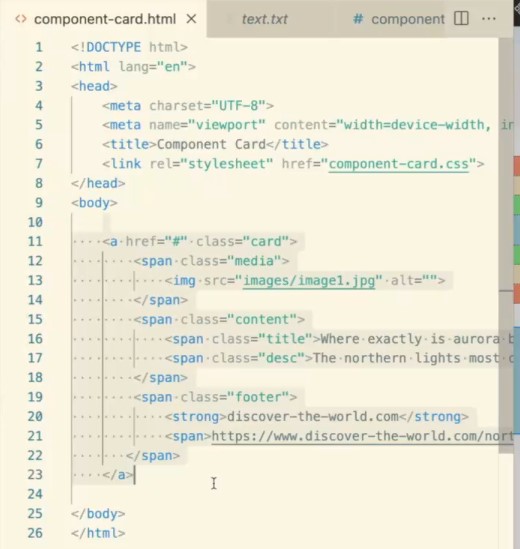 <> component-card.html × text.txt # component ...
1 <!DOCTYPE html>
2 <html lang="en">
3 <head>
4 <meta charset="UTF-8">
5 <meta name="viewport" content="width=device-width,
6 <title>Component Card</title>
7 <link rel="stylesheet" href="component-card.css">
8 </head>
9 <body>
10
11 <a href="#" class="card">
12 <span class="media">
13 <img src="images/image1.jpg" alt="">
14 </span>
15 <span class="content">
16 <span class="title">Where exactly is aurora
17 <span class="desc">The northern lights most
18 </span>
19 <span class="footer">
20 <strong>discover-the-world.com</strong>
21 <span>https://www.discover-the-world.com/nort
22 </span>
23 </a>
24
25 </body>
26 </html>